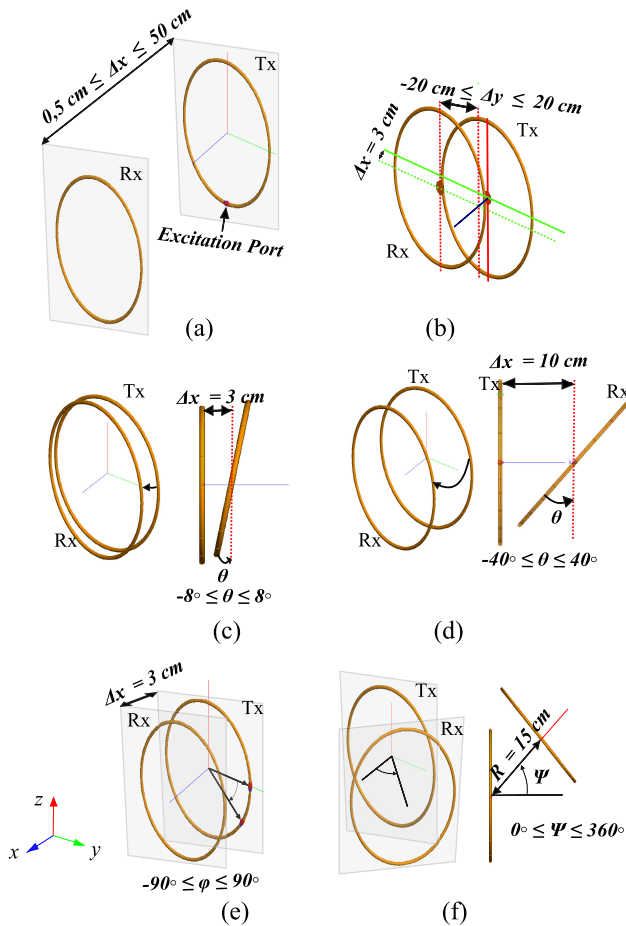 0,5 cm ≤ Δx ≤ 50 cm
Tx
Rx
Excitation Port
(a)
-20 cm ≤ Δy ≤ 20 cm
Tx
Δx = 3 cm
Rx
(b)
Tx
Δx = 3 cm
Rx
θ
-8° ≤ θ ≤ 8°
(c)
Δx = 10 cm
Tx
Tx
Rx
Rx
θ
-40° ≤ θ ≤ 40°
(d)
Δx = 3 cm
Rx
Tx
z
x
y
-90° ≤ φ ≤ 90°
(e)
Tx
Rx
R = 15 cm
Ψ
0° ≤ Ψ ≤ 360°
(f)